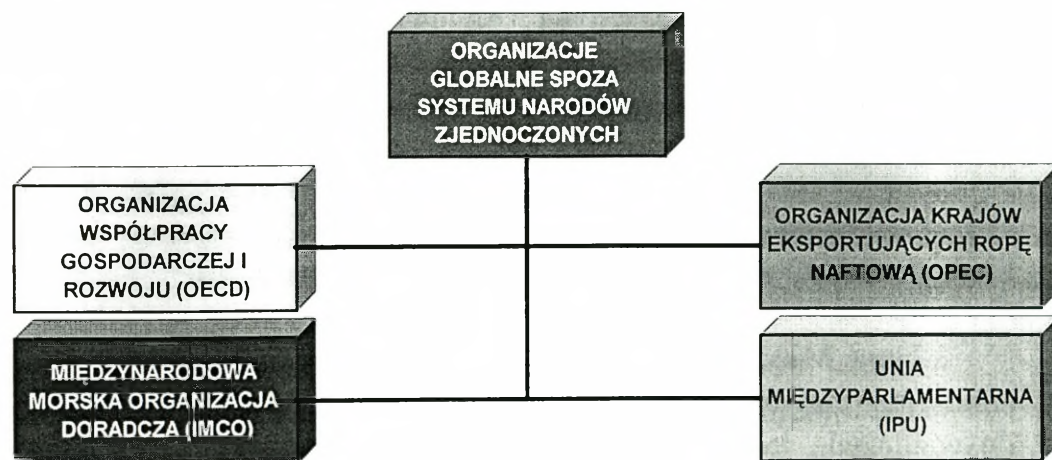 ORGANIZACJE
GLOBALNE SPOZA
SYSTEMU NARODÓW
ZJEDNOCZONYCH
ORGANIZACJA
WSPÓŁPRACY
GOSPODARCZEJ I
ROZWOJU (OECD)
ORGANIZACJA KRAJÓW
EKSPORTUJĄCYCH ROPĘ
NAFTOWĄ (OPEC)
MIĘDZYNARODOWA
MORSKA ORGANIZACJA
DORADCZA (IMCO)
UNIA
MIĘDZYPARLAMENTARNA
(IPU)